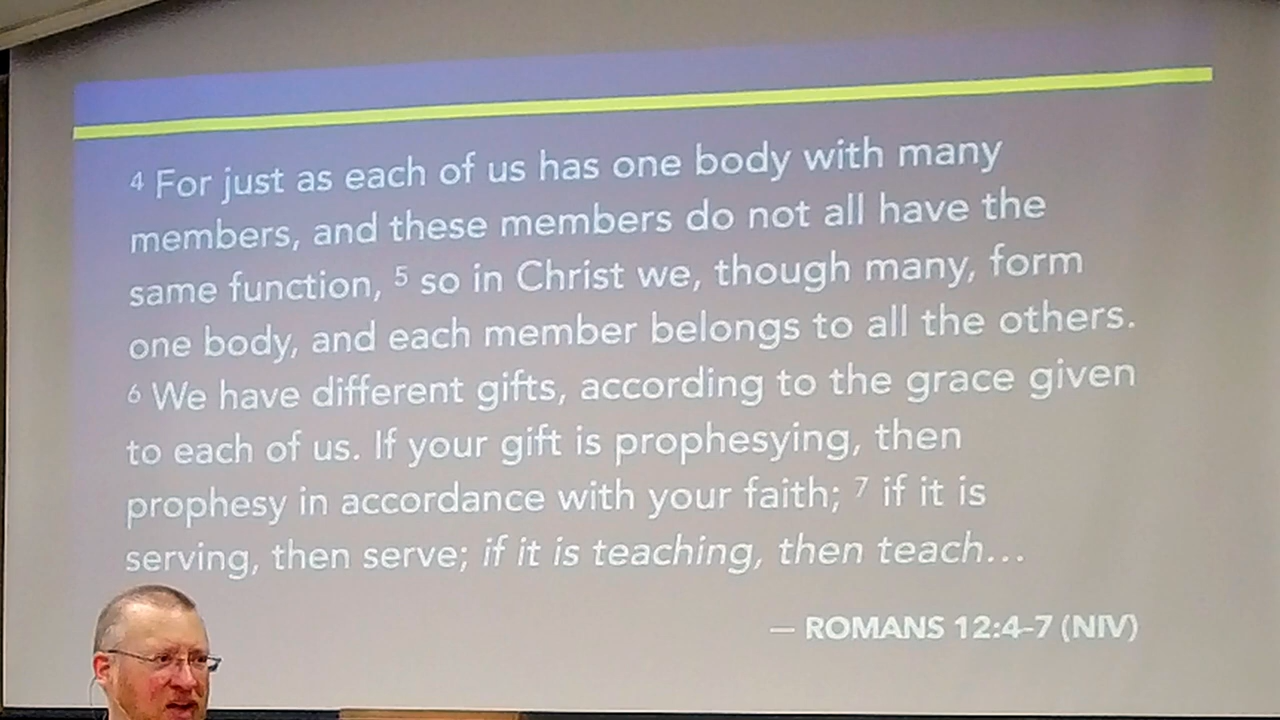 4 For just as each of us has one body with many
members, and these members do not all have the
same function, 5 so in Christ we, though many, form
one body, and each member belongs to all the others.
6 We have different gifts, according to the grace given
to each of us. If your gift is prophesying, then
prophesy in accordance with your faith; 7 if it is
serving, then serve; if it is teaching, then teach…
— ROMANS 12:4–7 (NIV)